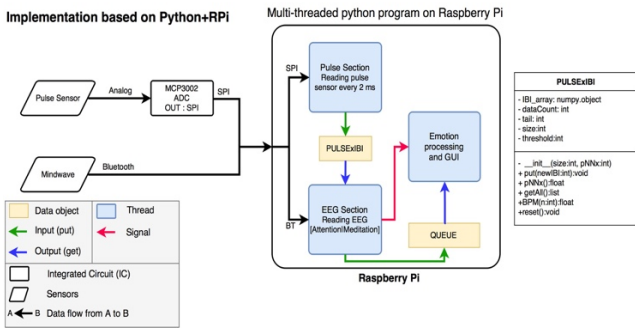 Implementation based on Python+RPi
Multi-threaded python program on Raspberry Pi
Pulse Sensor
Analog
MCP3002
ADC
OUT : SPI
SPI
Mindwave
Bluetooth
SPI
Pulse Section
Reading pulse
sensor every 2 ms
PULSExIBI
EEG Section
Reading EEG
[Attention|Meditation]
BT
Emotion
processing
and GUI
QUEUE
Raspberry Pi
PULSExIBI
- IBI_array: numpy.object
- dataCount: int
- tail: int
- size:int
- threshold:int
- __init__(size:int, pNNx:int)
+ put(newIBI:int):void
+ pNNx():float
+ getAll():list
+BPM(n:int):float
+reset():void
Data object
Input (put)
Output (get)
Thread
Signal
Integrated Circuit (IC)
Sensors
A B Data flow from A to B